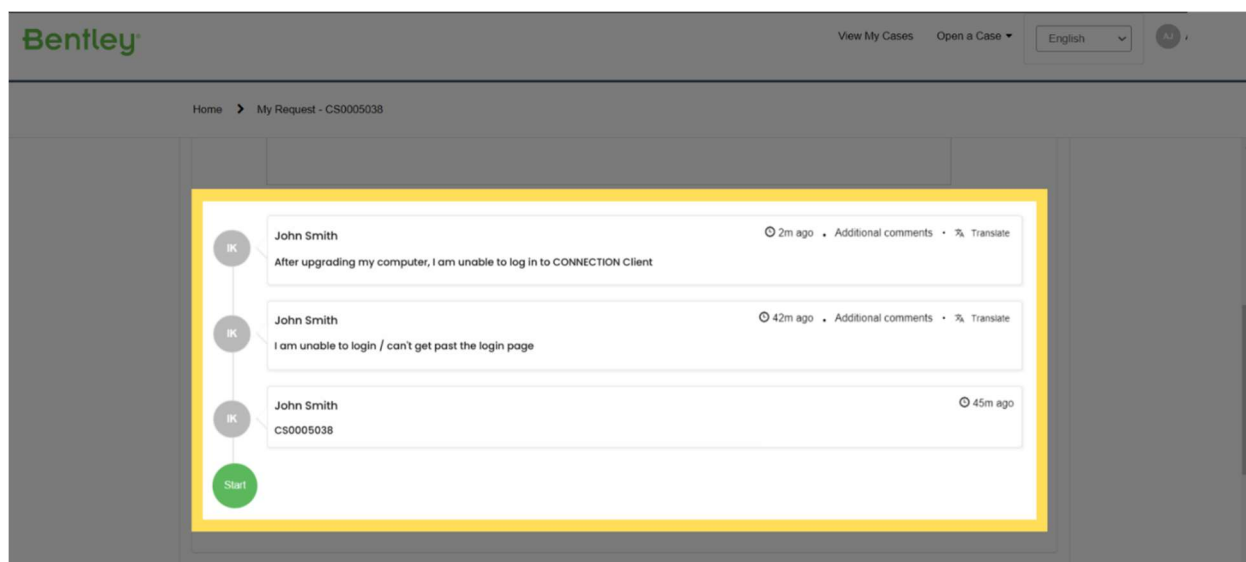 Bentley
View My Cases Open a Case English AJ
Home My Request - CS0005038
IK
John Smith 2m ago • Additional comments • Translate
After upgrading my computer, I am unable to log in to CONNECTION Client
IK
John Smith 42m ago • Additional comments • Translate
I am unable to login / can't get past the login page
IK
John Smith 45m ago
CS0005038
Start